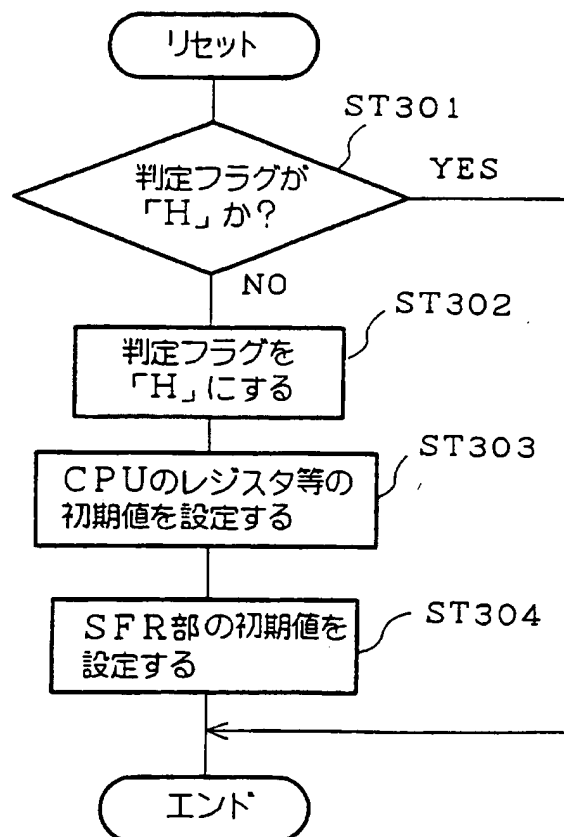 リセット
ST301
判定フラグが
「H」か?
YES
NO
ST302
判定フラグを
「H」にする
ST303
CPUのレジスタ等の
初期値を設定する
ST304
SFR部の初期値を
設定する
エンド